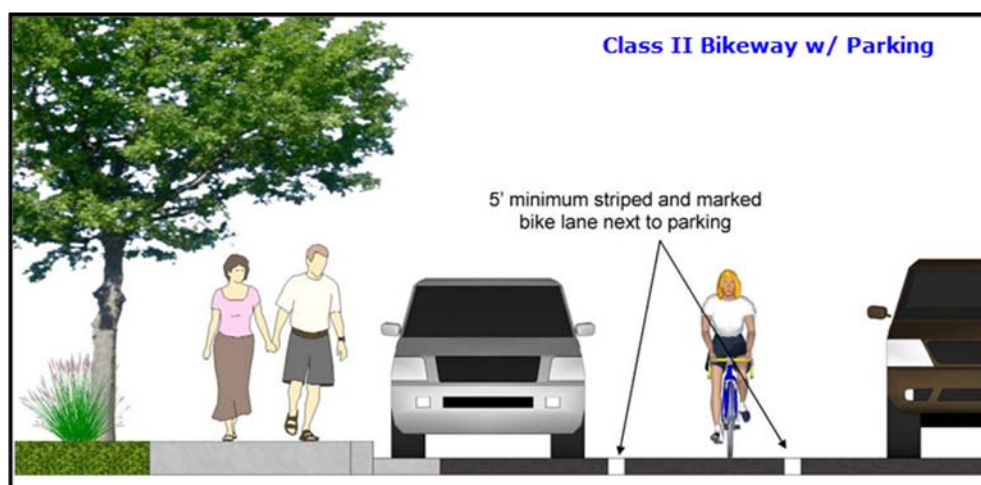 Class II Bikeway w/ Parking
5' minimum striped and marked
bike lane next to parking